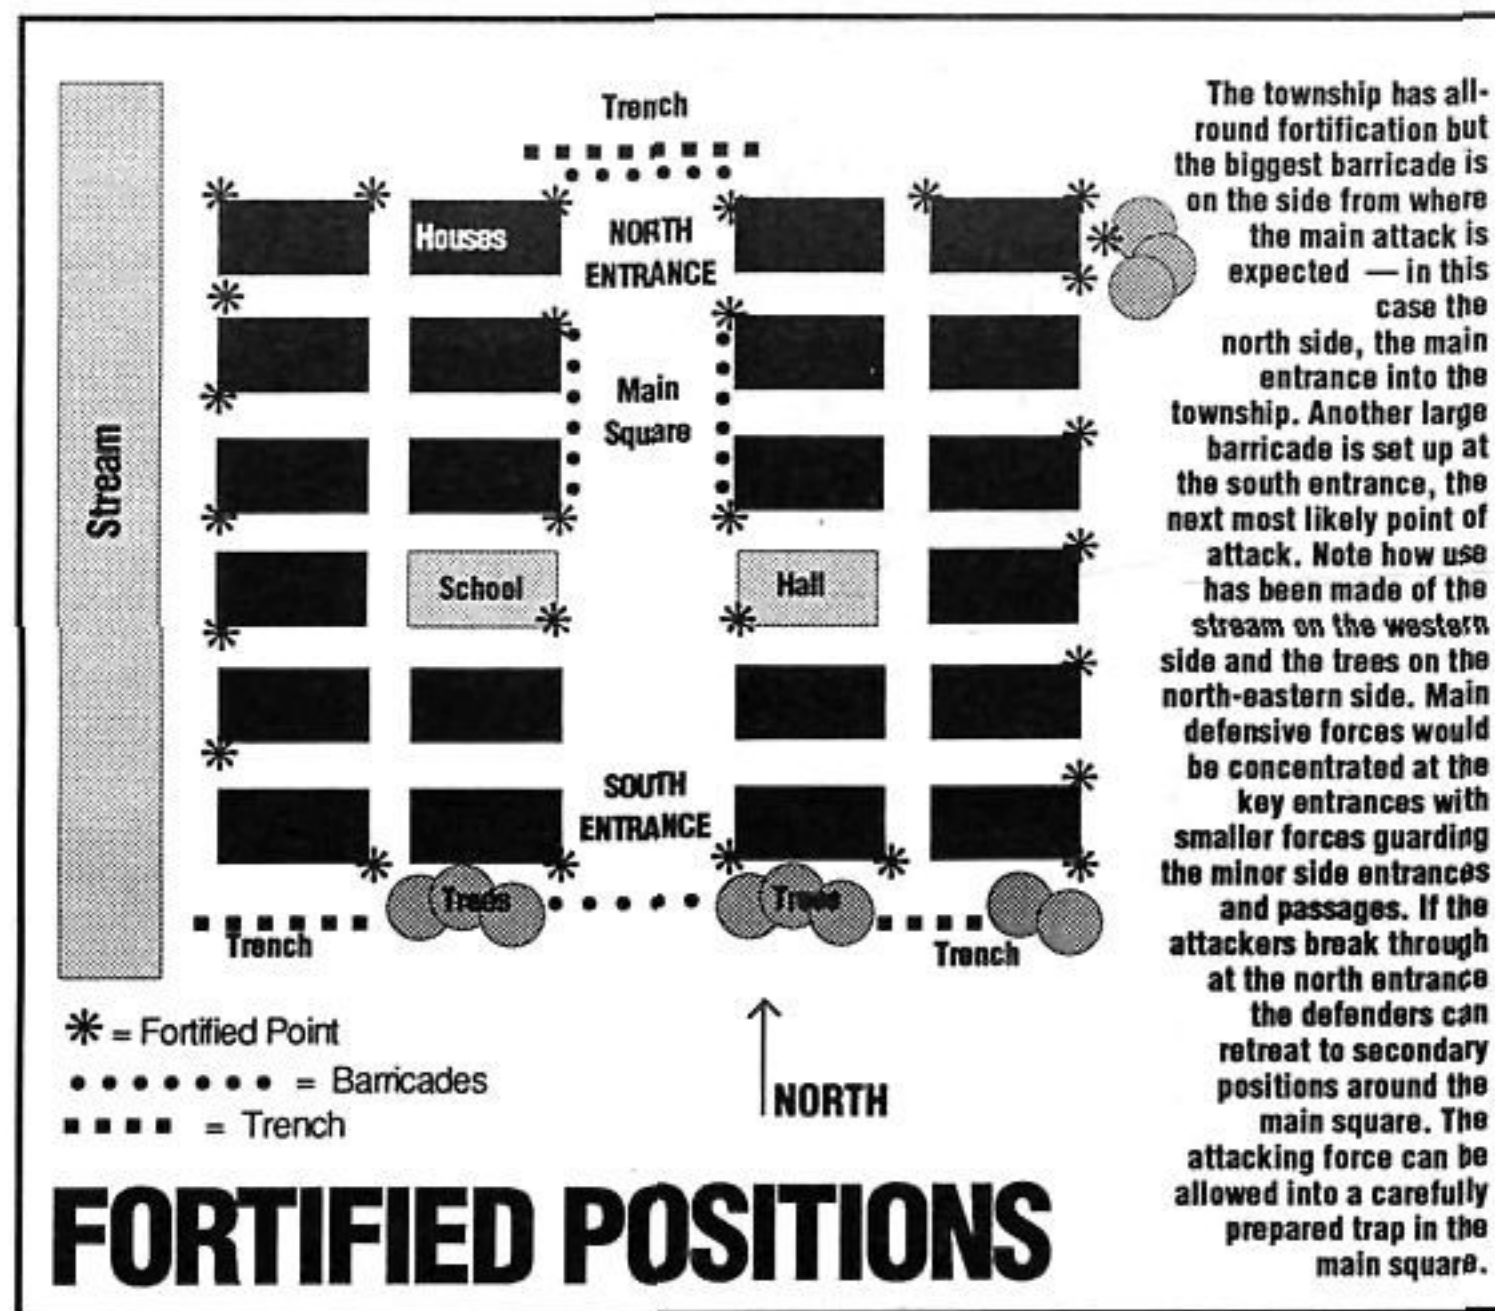 Trench
Houses
NORTH
ENTRANCE
Main
Square
Stream
School
Hall
SOUTH
ENTRANCE
Trees
Trees
Trench
Trench
= Fortified Point
= Barricades
= Trench
NORTH
FORTIFIED POSITIONS
The township has all-
round fortification but
the biggest barricade is
on the side from where
the main attack is
expected — in this
case the
north side, the main
entrance into the
township. Another large
barricade is set up at
the south entrance, the
next most likely point of
attack. Note how use
has been made of the
stream on the western
side and the trees on the
north-eastern side. Main
defensive forces would
be concentrated at the
key entrances with
smaller forces guarding
the minor side entrances
and passages. If the
attackers break through
at the north entrance
the defenders can
retreat to secondary
positions around the
main square. The
attacking force can be
allowed into a carefully
prepared trap in the
main square.